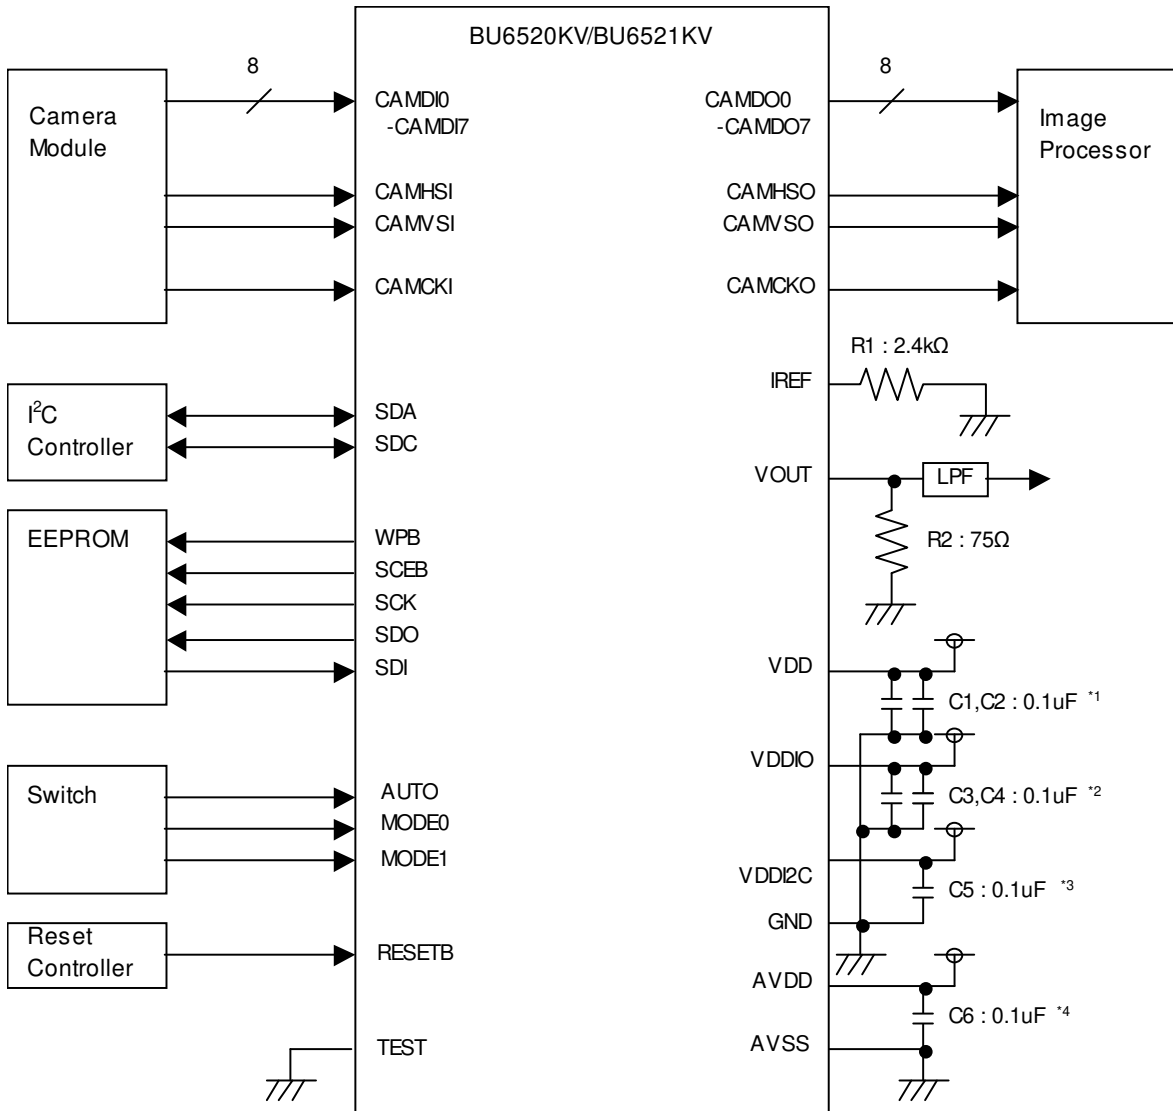 BU6520KV/BU6521KV
8
Camera
Module
CAMDI0
-CAMDI7
CAMHSI
CAMVSI
CAMCKI
I²C
Controller
SDA
SDC
EEPROM
WPB
SCEB
SCK
SDO
SDI
Switch
AUTO
MODE0
MODE1
Reset
Controller
RESETB
TEST
8
CAMDO0
-CAMDO7
CAMHSO
CAMVSO
CAMCKO
Image
Processor
R1 : 2.4kΩ
IREF
VOUT
LPF
R2 : 75Ω
VDD
C1,C2 : 0.1uF *1
VDDIO
C3,C4 : 0.1uF *2
VDDI2C
C5 : 0.1uF *3
GND
AVDD
C6 : 0.1uF *4
AVSS